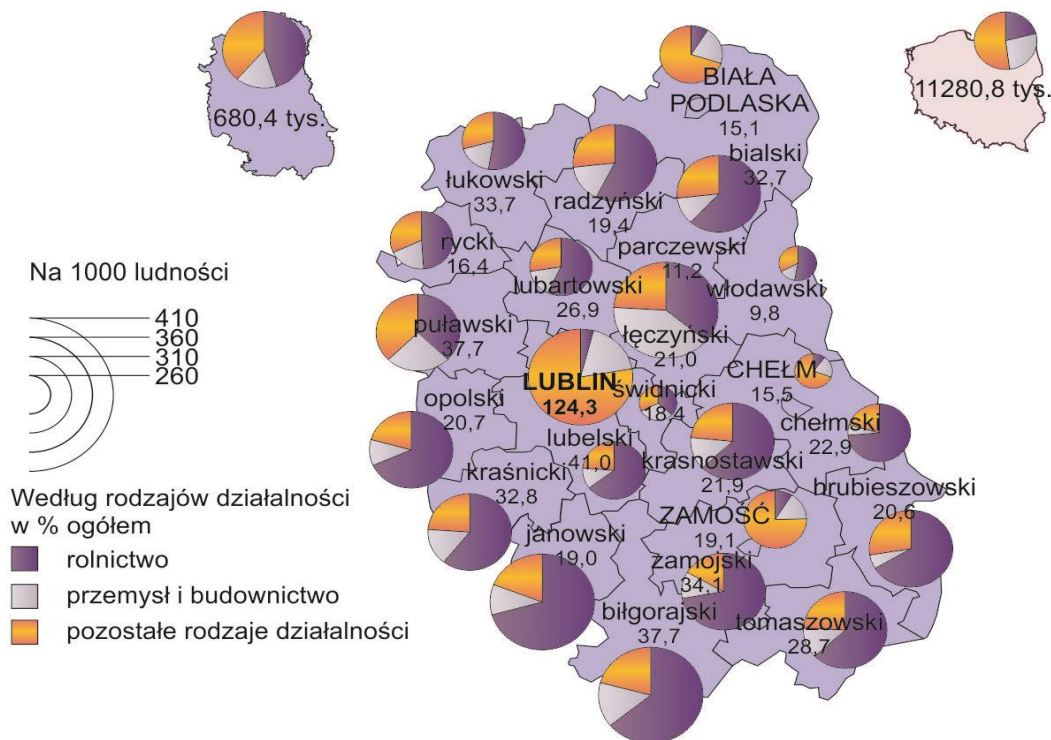 680,4 tys.
11280,8 tys.
BIAŁA
PODLASKA
15,1
bialski
32,7
łukowski
33,7
radzyński
19,4
rycki
16,4
parczewski
11,2
włodawski
9,8
lubartowski
26,9
puławski
37,7
łęczyński
21,0
LUBLIN
124,3
świdnicki
18,4
CHEŁM
15,5
chełmski
22,9
opolski
20,7
lubelski
41,0
krasnostawski
21,9
kraśnicki
32,8
hrubieszowski
20,6
ZAMOŚĆ
19,1
janowski
19,0
zamojski
34,1
biłgorajski
37,7
tomaszowski
28,7
Na 1000 ludności
410
360
310
260
Według rodzajów działalności
w % ogółem
rolnictwo
przemysł i budownictwo
pozostałe rodzaje działalności